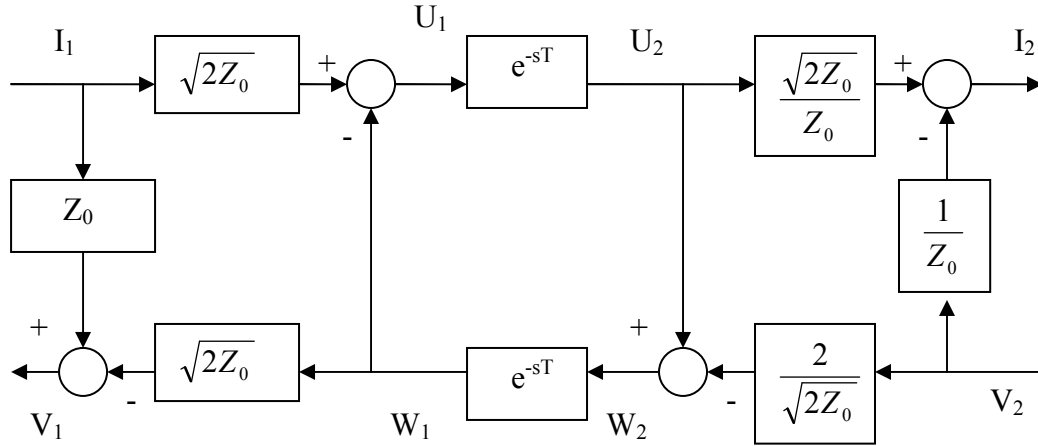 U₁
I₁
U₂
I₂
√2Z₀
+
-
e⁻ˢᵀ
√2Z₀
Z₀
+
-
Z₀
1
Z₀
+
-
√2Z₀
e⁻ˢᵀ
+
-
2
√2Z₀
V₁
W₁
W₂
V₂